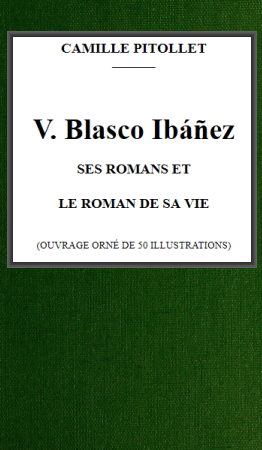 CAMILLE PITOLLET
V. Blasco Ibáñez
SES ROMANS ET
LE ROMAN DE SA VIE
(OUVRAGE ORNÉ DE 50 ILLUSTRATIONS)